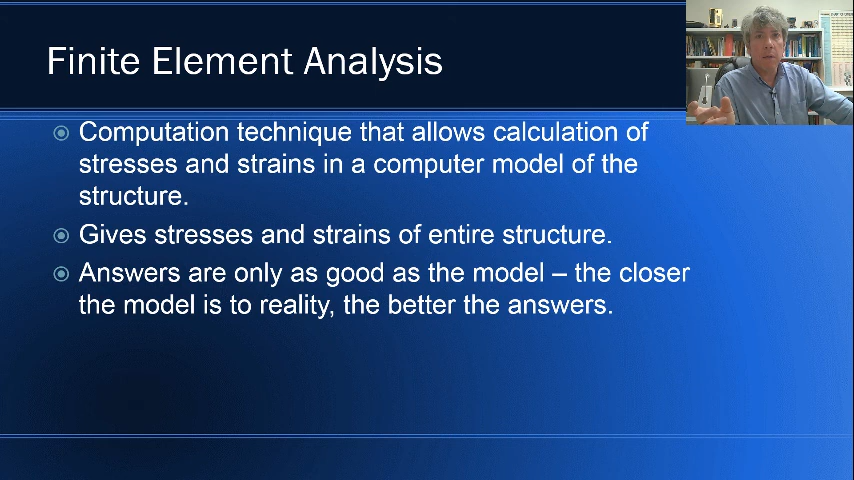 Finite Element Analysis
Computation technique that allows calculation of
stresses and strains in a computer model of the
structure.
Gives stresses and strains of entire structure.
Answers are only as good as the model – the closer
the model is to reality, the better the answers.